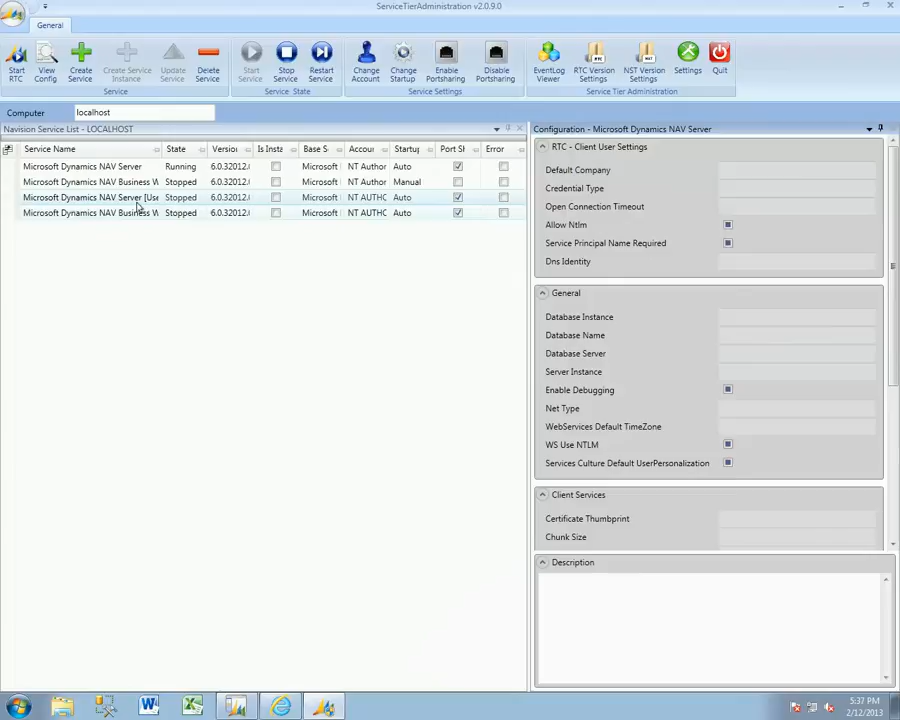 ServiceTierAdministration v2.0.9.0
General
Start RTC
View Config
Create Service
Create Service Instance
Update Service
Delete Service
Start Service
Stop Service
Restart Service
Change Account
Change Startup
Enable Portsharing
Disable Portsharing
EventLog Viewer
RTC Version Settings
NST Version Settings
Settings
Quit
Service
Service State
Service Settings
Service Tier Administration
Computer localhost
Navision Service List - LOCALHOST
Service Name State Versior Is Insta Base S Accour Startu Port Sł Error
Microsoft Dynamics NAV Server Running 6.0.32012. Microsoft NT Author Auto
Microsoft Dynamics NAV Business W Stopped 6.0.32012. Microsoft NT Author Manual
Microsoft Dynamics NAV Server [Use Stopped 6.0.32012. Microsoft NT AUTHC Auto
Microsoft Dynamics NAV Business W Stopped 6.0.32012. Microsoft NT AUTHC Auto
Configuration - Microsoft Dynamics NAV Server
RTC - Client User Settings
Default Company
Credential Type
Open Connection Timeout
Allow Ntlm
Service Principal Name Required
Dns Identity
General
Database Instance
Database Name
Database Server
Server Instance
Enable Debugging
Net Type
WebServices Default TimeZone
WS Use NTLM
Services Culture Default UserPersonalization
Client Services
Certificate Thumbprint
Chunk Size
Description
5:37 PM
2/12/2013